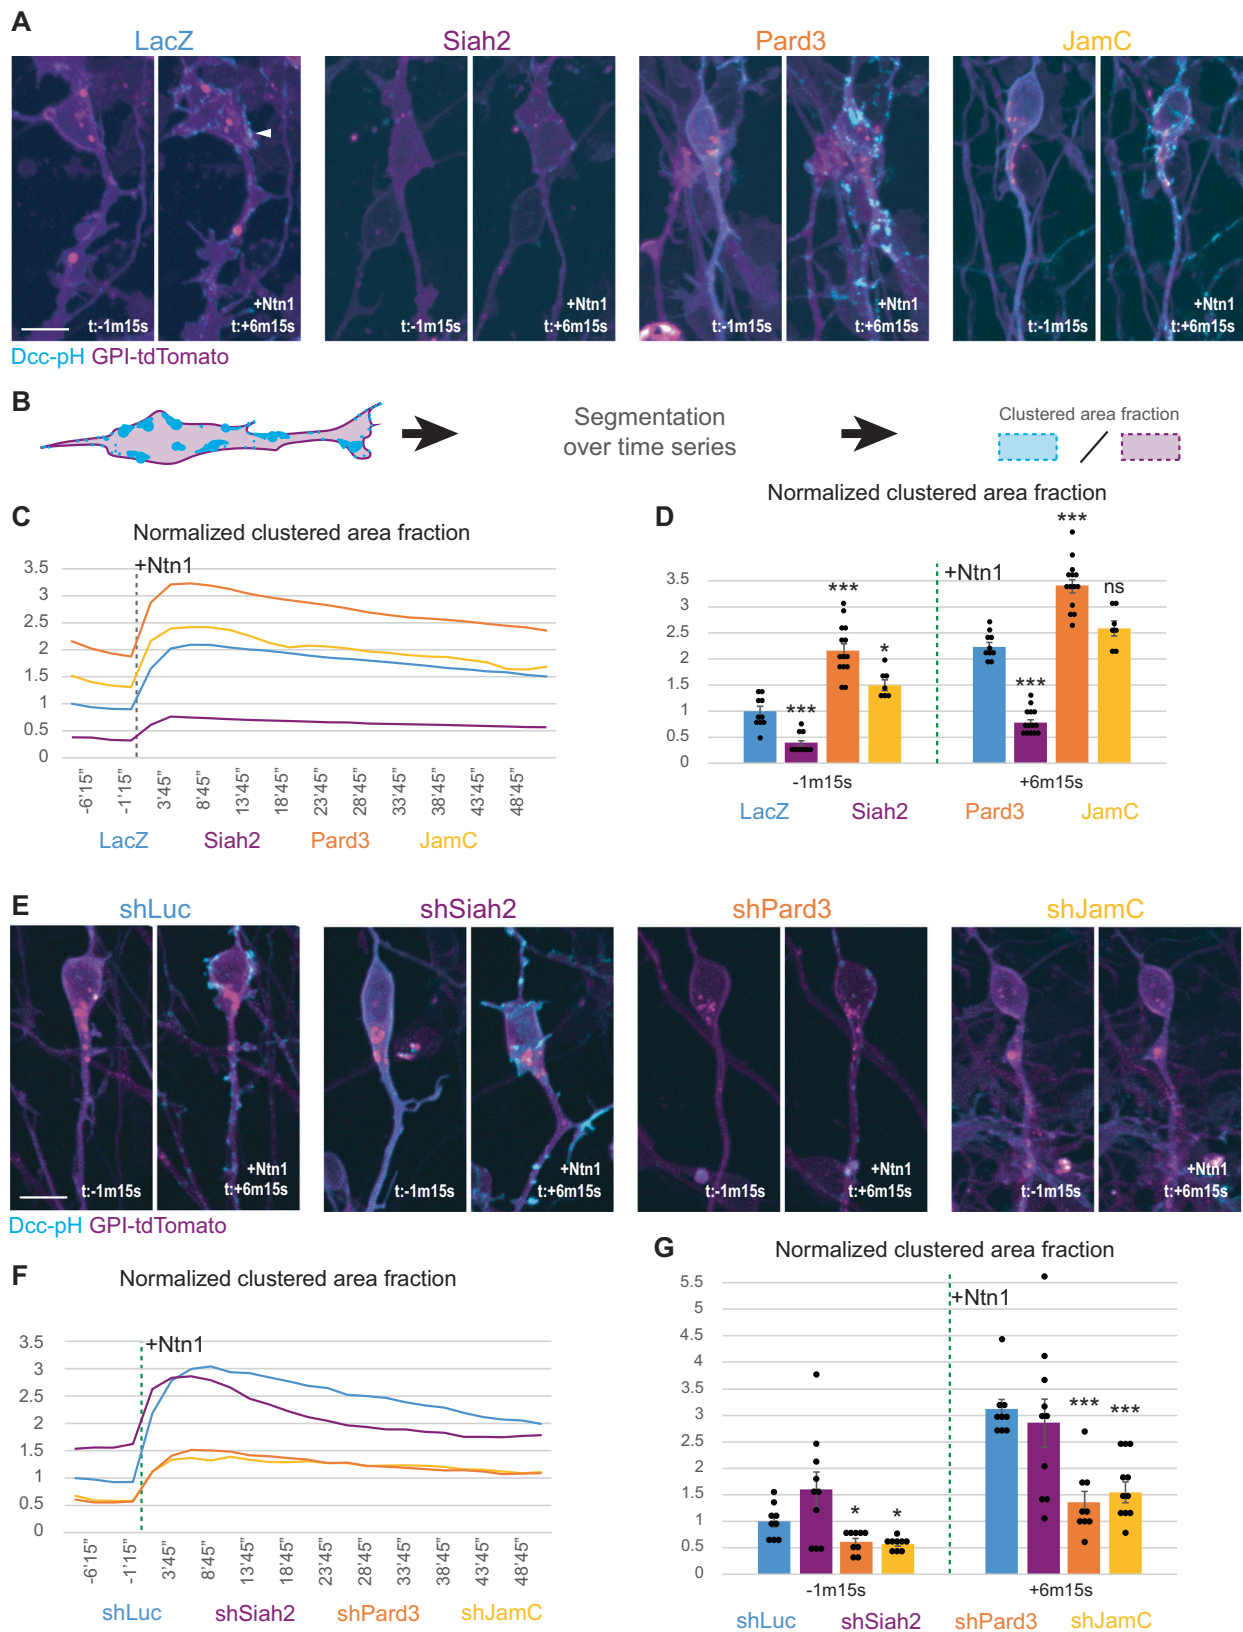 A
LacZ Siah2 Pard3 JamC
t:-1m15s +Ntn1 t:+6m15s t:-1m15s +Ntn1 t:+6m15s t:-1m15s +Ntn1 t:+6m15s t:-1m15s +Ntn1 t:+6m15s
Dcc-pH GPI-tdTomato
B
Segmentation
over time series
Clustered area fraction
/
C
Normalized clustered area fraction
+Ntn1
3.5
3
2.5
2
1.5
1
0.5
0
-6'15" -1'15" 3'45" 8'45" 13'45" 18'45" 23'45" 28'45" 33'45" 38'45" 43'45" 48'45"
LacZ Siah2 Pard3 JamC
D
Normalized clustered area fraction
+Ntn1
3.5
3
2.5
2
1.5
1
0.5
0
*** *** * *** *** ns
-1m15s +6m15s
LacZ Siah2 Pard3 JamC
E
shLuc shSiah2 shPard3 shJamC
t:-1m15s +Ntn1 t:+6m15s t:-1m15s +Ntn1 t:+6m15s t:-1m15s +Ntn1 t:+6m15s t:-1m15s +Ntn1 t:+6m15s
Dcc-pH GPI-tdTomato
F
Normalized clustered area fraction
+Ntn1
3.5
3
2.5
2
1.5
1
0.5
0
-6'15" -1'15" 3'45" 8'45" 13'45" 18'45" 23'45" 28'45" 33'45" 38'45" 43'45" 48'45"
shLuc shSiah2 shPard3 shJamC
G
Normalized clustered area fraction
+Ntn1
5.5
5
4.5
4
3.5
3
2.5
2
1.5
1
0.5
0
* * *** ***
-1m15s +6m15s
shLuc shSiah2 shPard3 shJamC